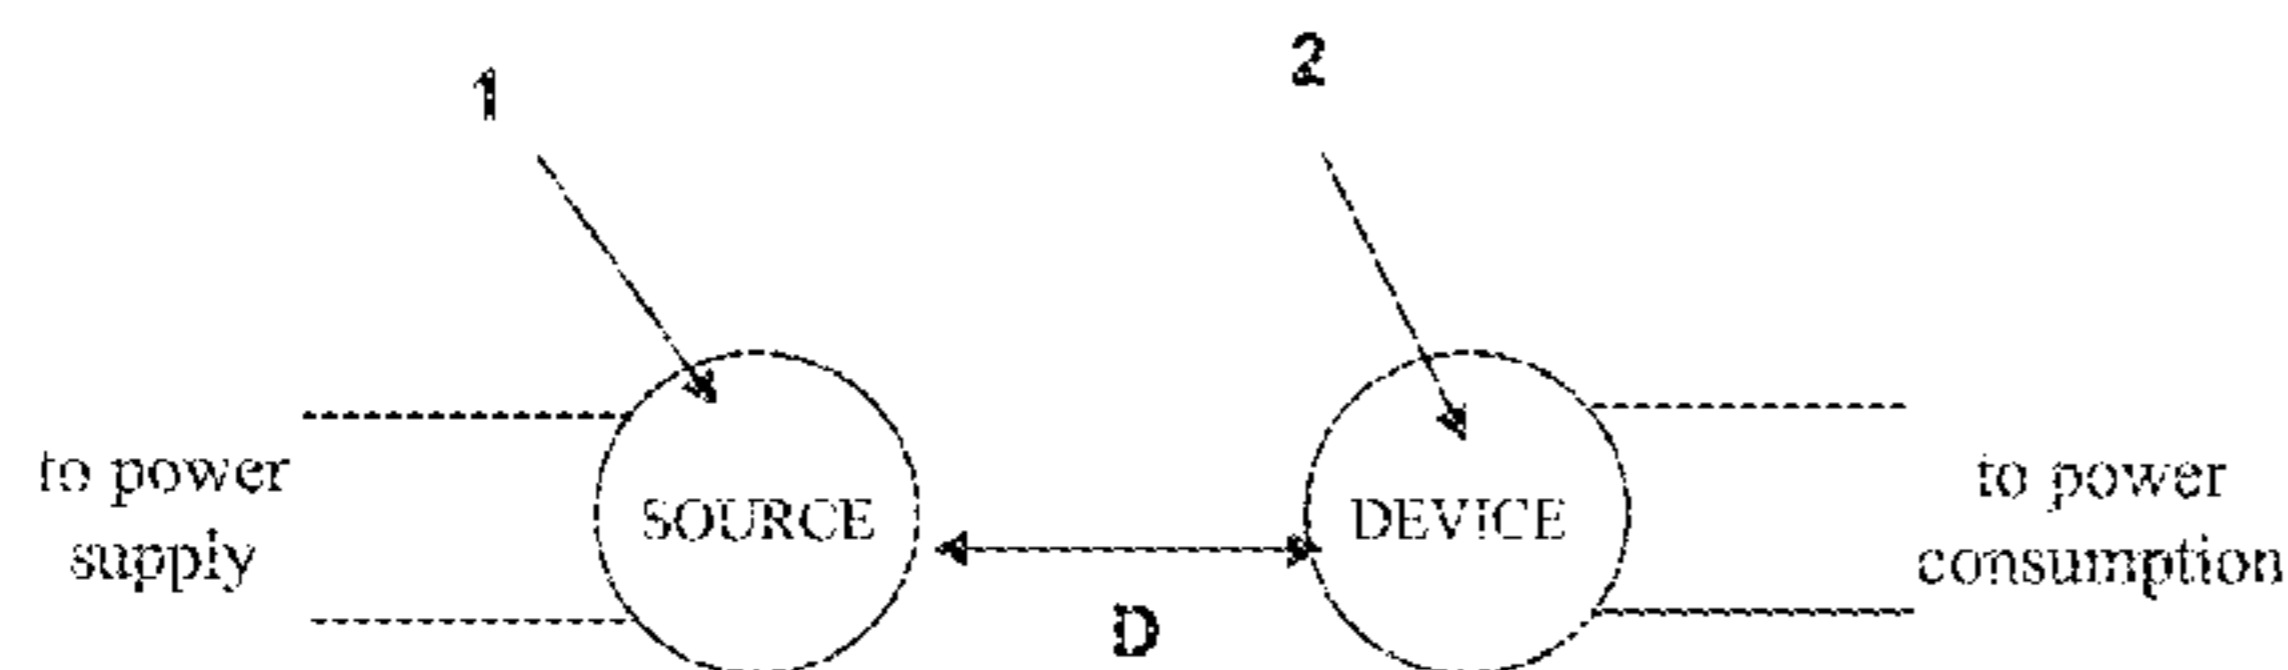 1
2
to power
supply
SOURCE
D
DEVICE
to power
consumption